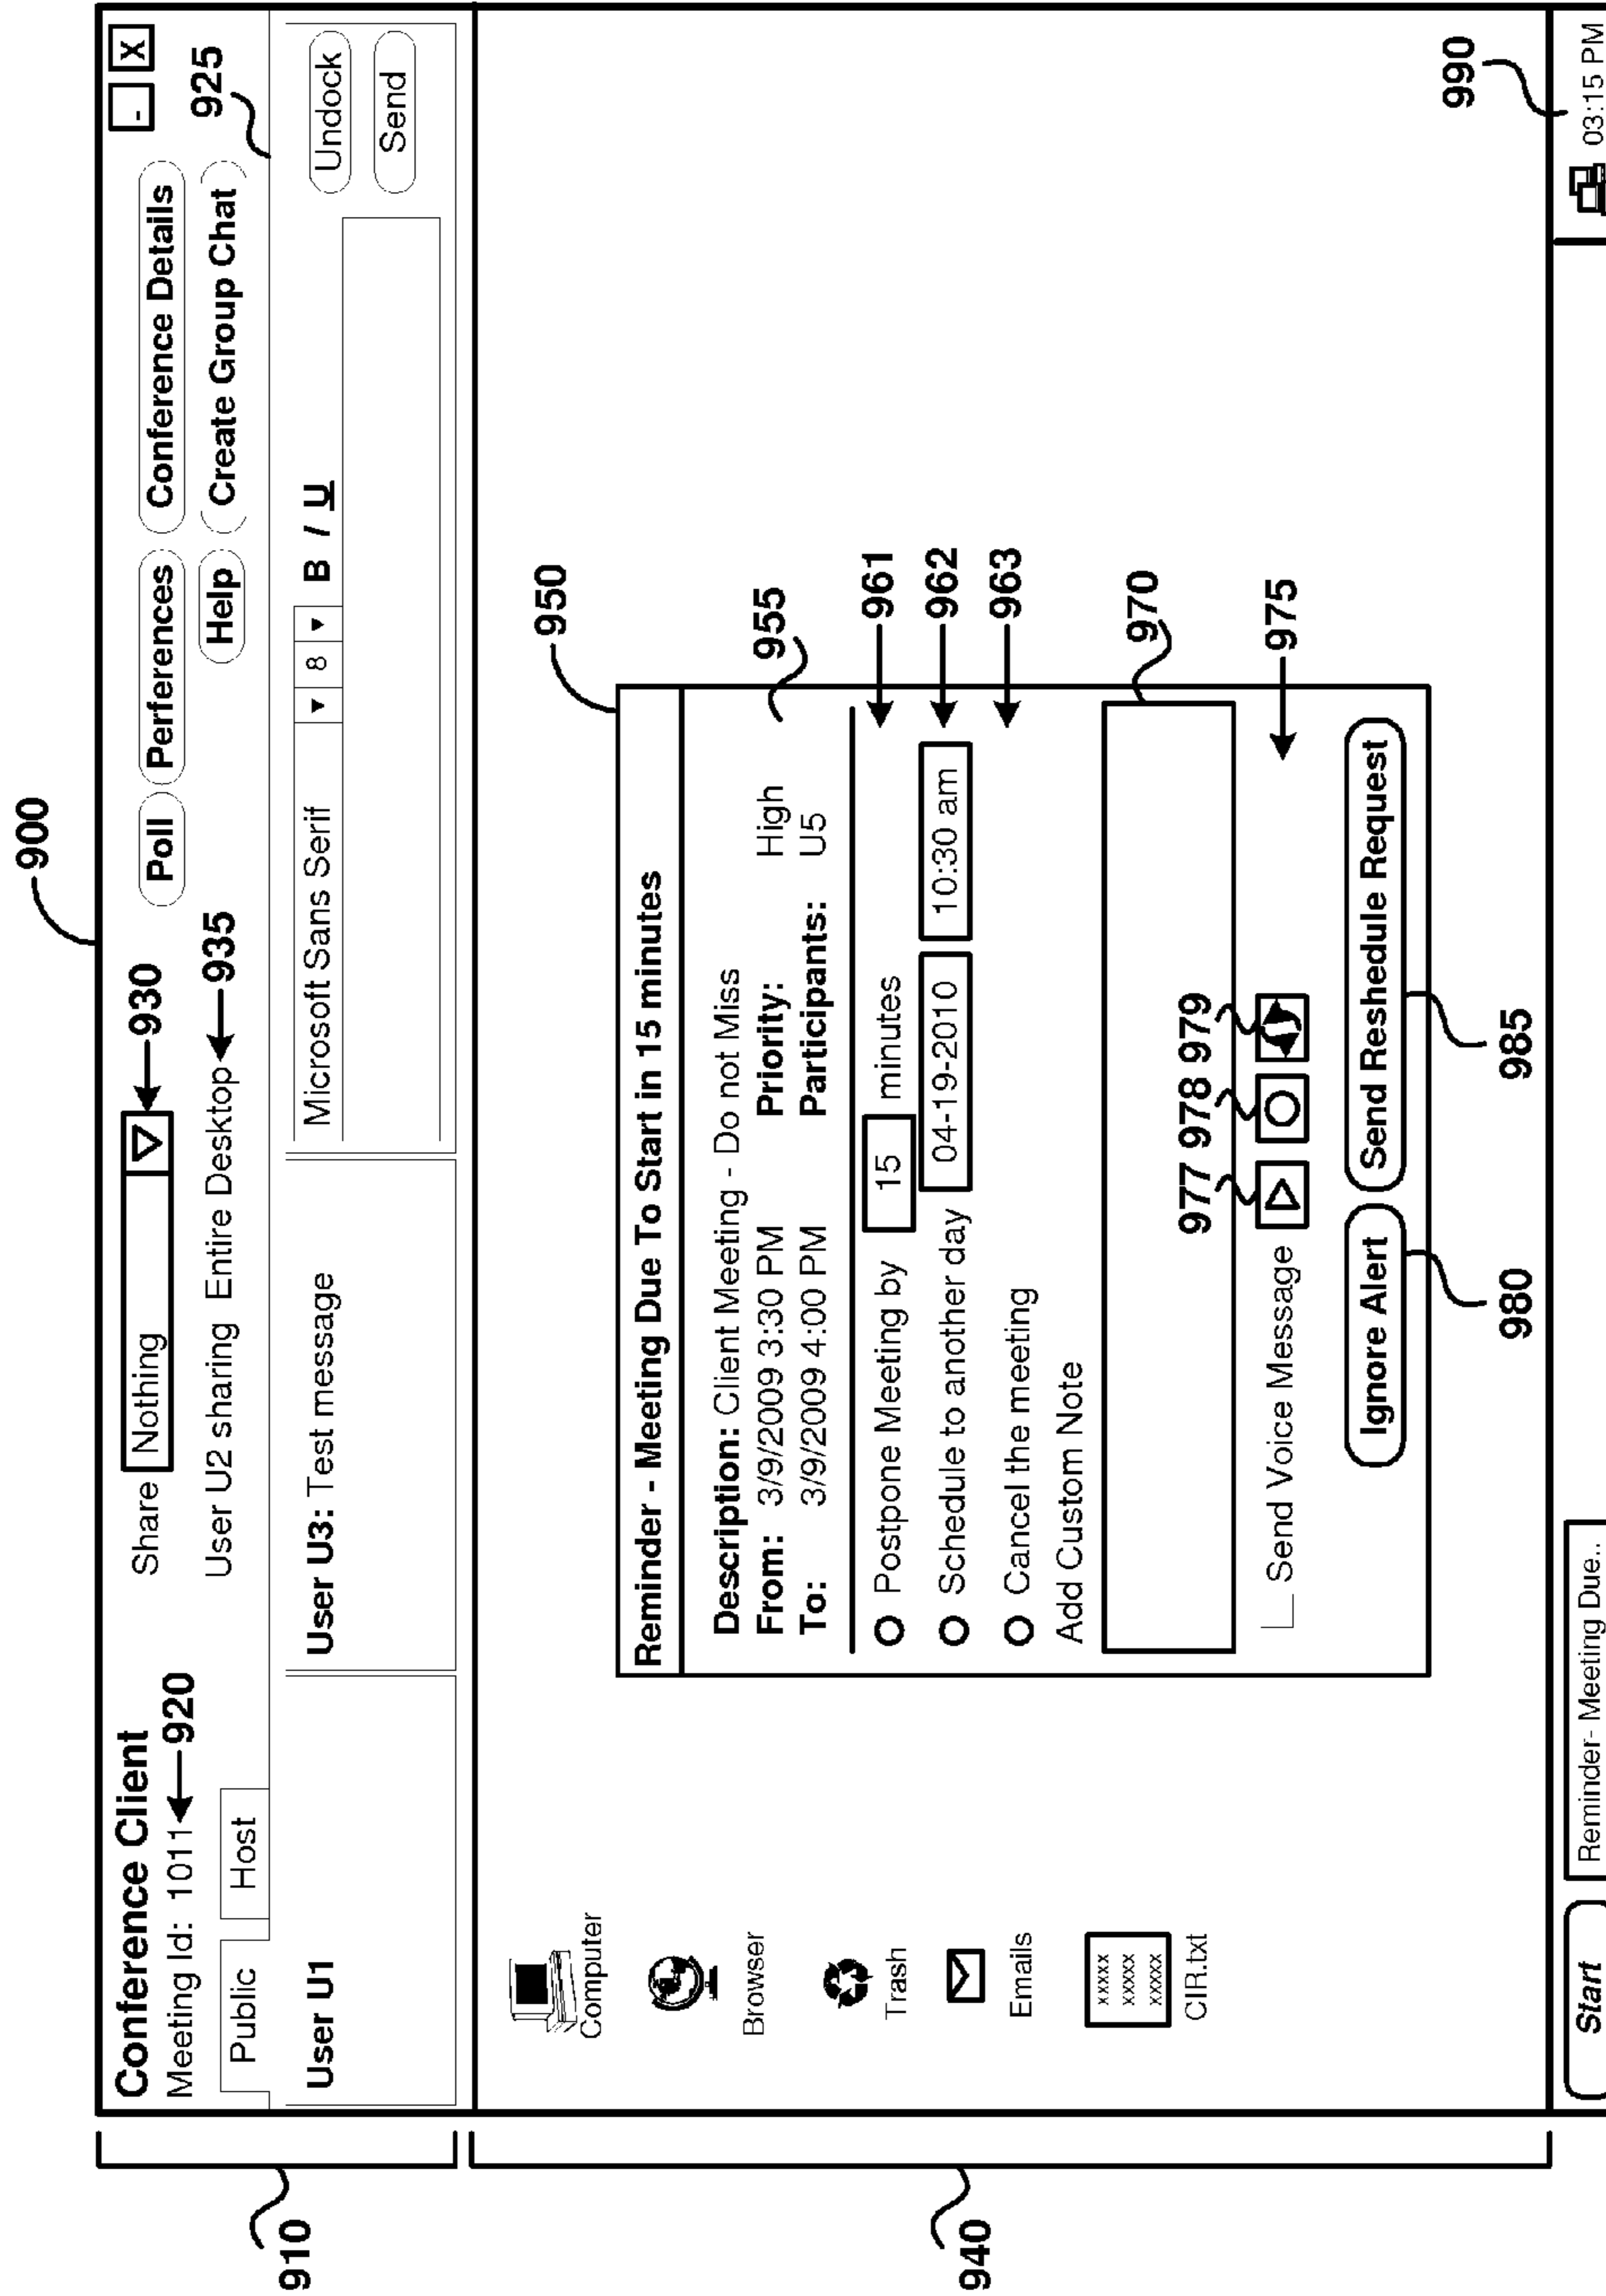 900
Conference Client
- X
Meeting Id: 1011 920
Share Nothing 930
Poll Perferences Conference Details
User U2 sharing Entire Desktop 935
Help Create Group Chat
925
Public Host
User U1
User U3: Test message
Microsoft Sans Serif 8 B I U
Undock
Send
910
950
Reminder - Meeting Due To Start in 15 minutes
Description: Client Meeting - Do not Miss
From: 3/9/2009 3:30 PM Priority: High
To: 3/9/2009 4:00 PM Participants: U5
955
Postpone Meeting by 15 minutes 961
Schedule to another day 04-19-2010 10:30 am 962
Cancel the meeting 963
Add Custom Note
970
977 978 979
Send Voice Message 975
Ignore Alert Send Reshedule Request
980 985
Computer
Browser
Trash
Emails
xxxxx
xxxxx
xxxxx
CIR.txt
940
990
Start Reminder- Meeting Due.. 03:15 PM